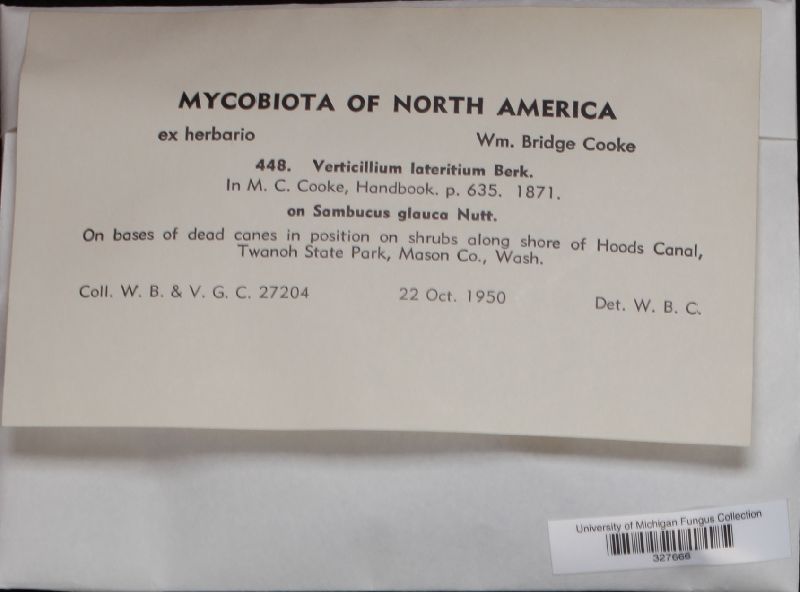 MYCOBIOTA OF NORTH AMERICA
ex herbario Wm. Bridge Cooke
448. Verticillium lateritium Berk.
In M. C. Cooke, Handbook. p. 635. 1871.
on Sambucus glauca Nutt.
On bases of dead canes in position on shrubs along shore of Hoods Canal,
Twanoh State Park, Mason Co., Wash.
Coll. W. B. & V. G. C. 27204 22 Oct. 1950 Det. W. B. C.
University of Michigan Fungus Collection
327666